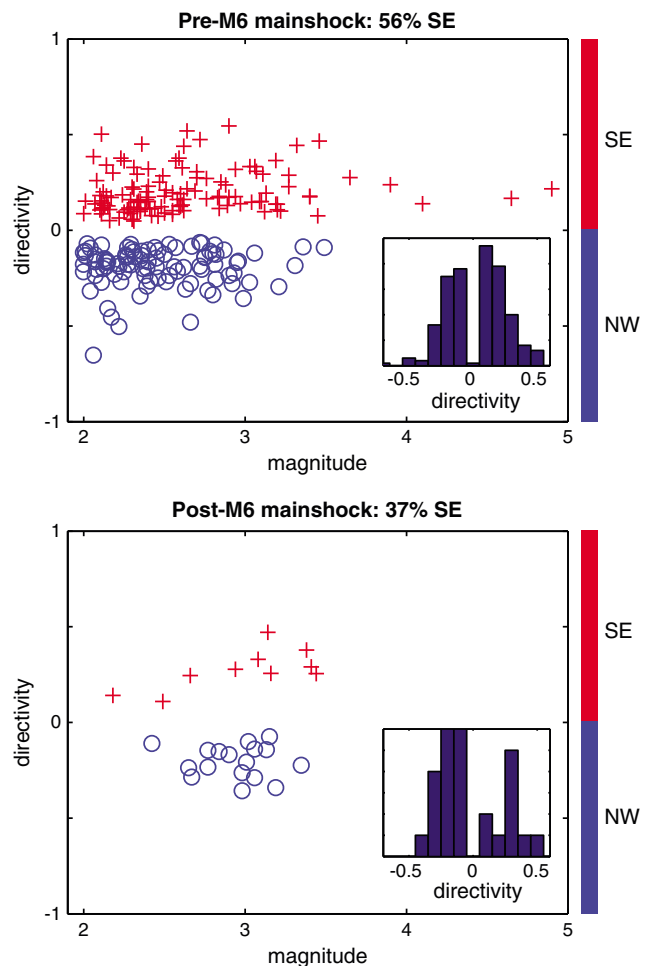 Pre-M6 mainshock: 56% SE
1
SE
directivity
0
-0.5 0 0.5
directivity
NW
-1
2 3 4 5
magnitude
Post-M6 mainshock: 37% SE
1
SE
directivity
0
-0.5 0 0.5
directivity
NW
-1
2 3 4 5
magnitude